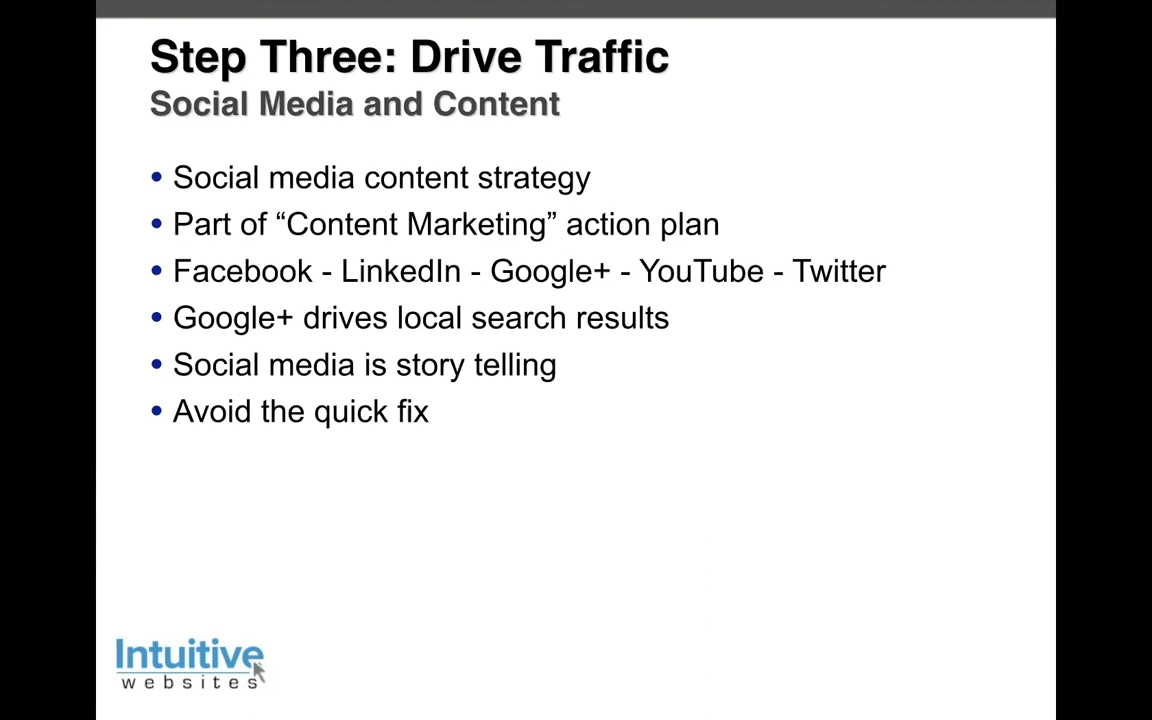 Step Three: Drive Traffic
Social Media and Content
• Social media content strategy
• Part of “Content Marketing” action plan
• Facebook - LinkedIn - Google+ - YouTube - Twitter
• Google+ drives local search results
• Social media is story telling
• Avoid the quick fix
Intuitive
websites